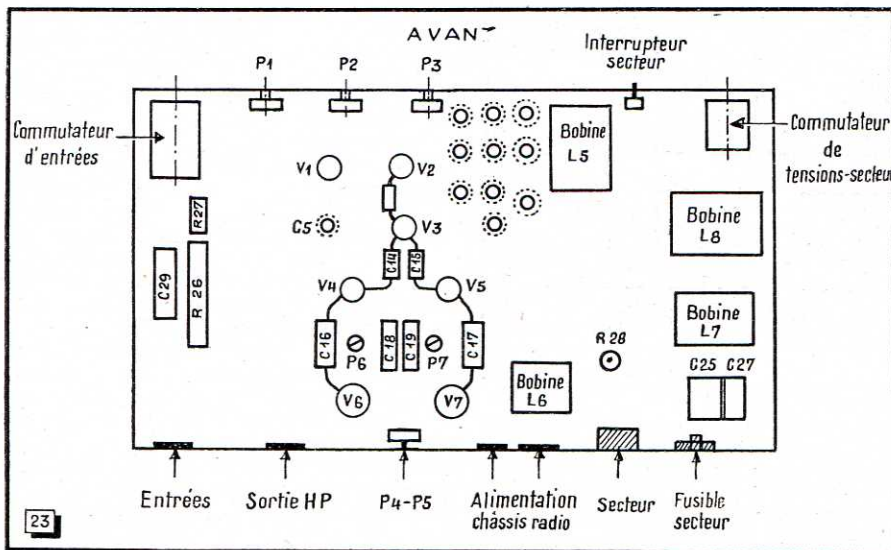 AVAN
P1
P2
P3
Interrupteur
secteur
Commutateur
d'entrées
Bobine
L5
Commutateur
de
tensions-secteur
V1
V2
R27
C5
V3
Bobine
L8
C29
R 26
C14
C15
V4
V5
Bobine
L7
C16
P6
C18
C19
P7
C17
R 28
C25 C27
Bobine
L6
V6
V7
Entrées
Sortie HP
P4-P5
Alimentation
châssis radio
Secteur
Fusible
secteur
23